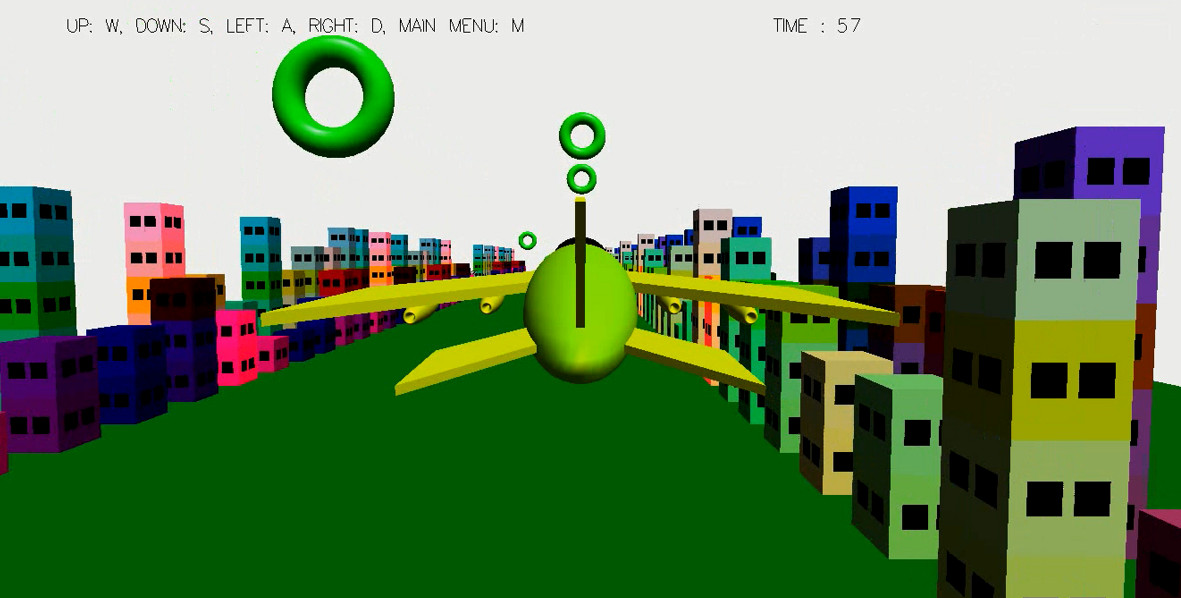 UP: W, DOWN: S, LEFT: A, RIGHT: D, MAIN MENU: M
TIME : 57